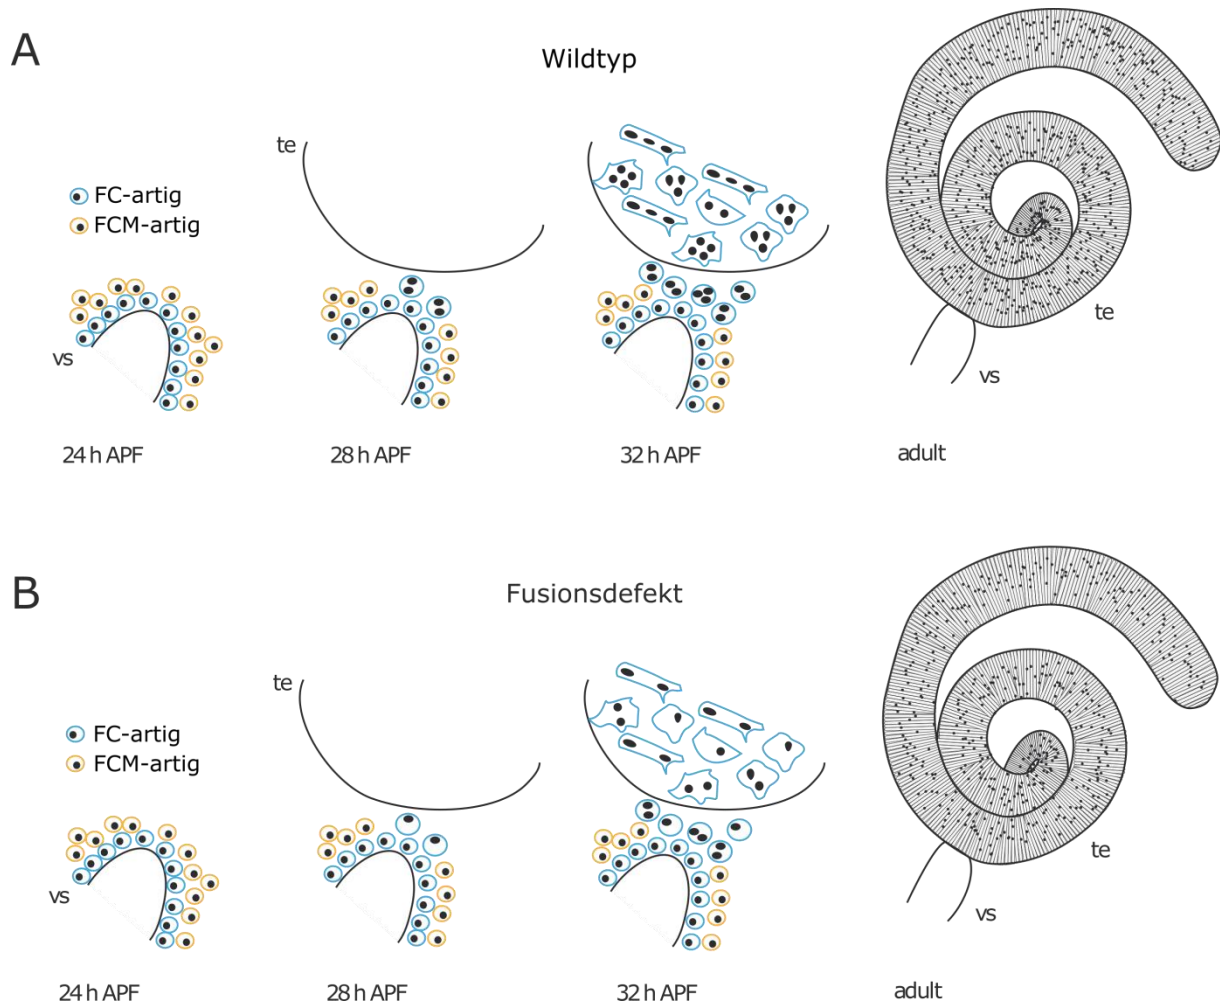 A
Wildtyp
te
FC-artig
FCM-artig
te
vs
vs
24 h APF
28 h APF
32 h APF
adult
B
Fusionsdefekt
te
FC-artig
FCM-artig
te
vs
vs
24 h APF
28 h APF
32 h APF
adult